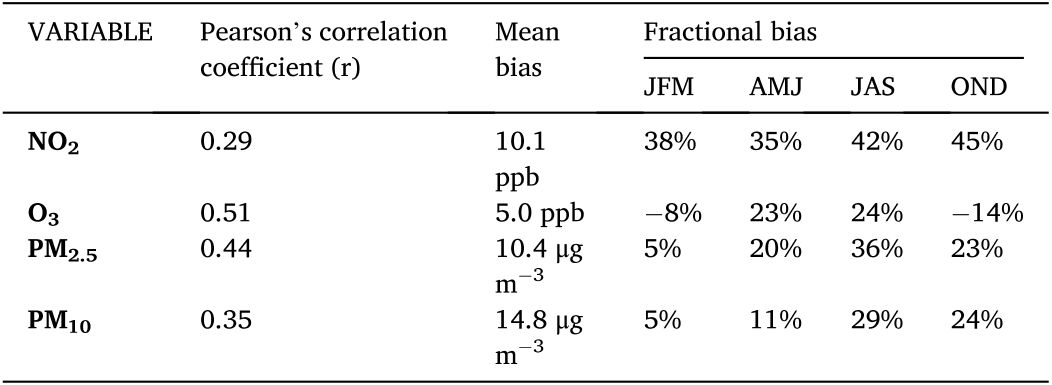 VARIABLE Pearson’s correlation Mean Fractional bias
coefficient (r) bias
JFM AMJ JAS OND
NO2 0.29 10.1 38% 35% 42% 45%
ppb
O3 0.51 5.0 ppb −8% 23% 24% −14%
PM2.5 0.44 10.4 μg 5% 20% 36% 23%
m−3
PM10 0.35 14.8 μg 5% 11% 29% 24%
m−3